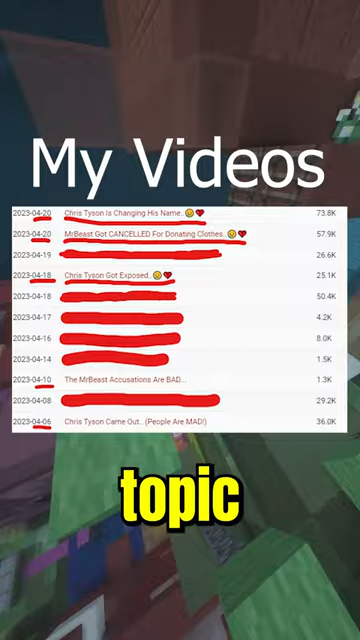 My Videos
2023-04-20 Chris Tyson Is Changing His Name..😢💔 73.8K
2023-04-20 MrBeast Got CANCELLED For Donating Clothes..😢💔 57.9K
2023-04-19 26.6K
2023-04-18 Chris Tyson Got Exposed..😢💔 25.1K
2023-04-18 50.4K
2023-04-17 4.2K
2023-04-16 8.0K
2023-04-14 1.5K
2023-04-10 The MrBeast Accusations Are BAD... 1.3K
2023-04-08 29.2K
2023-04-06 Chris Tyson Came Out...(People Are MAD!) 36.0K
topic